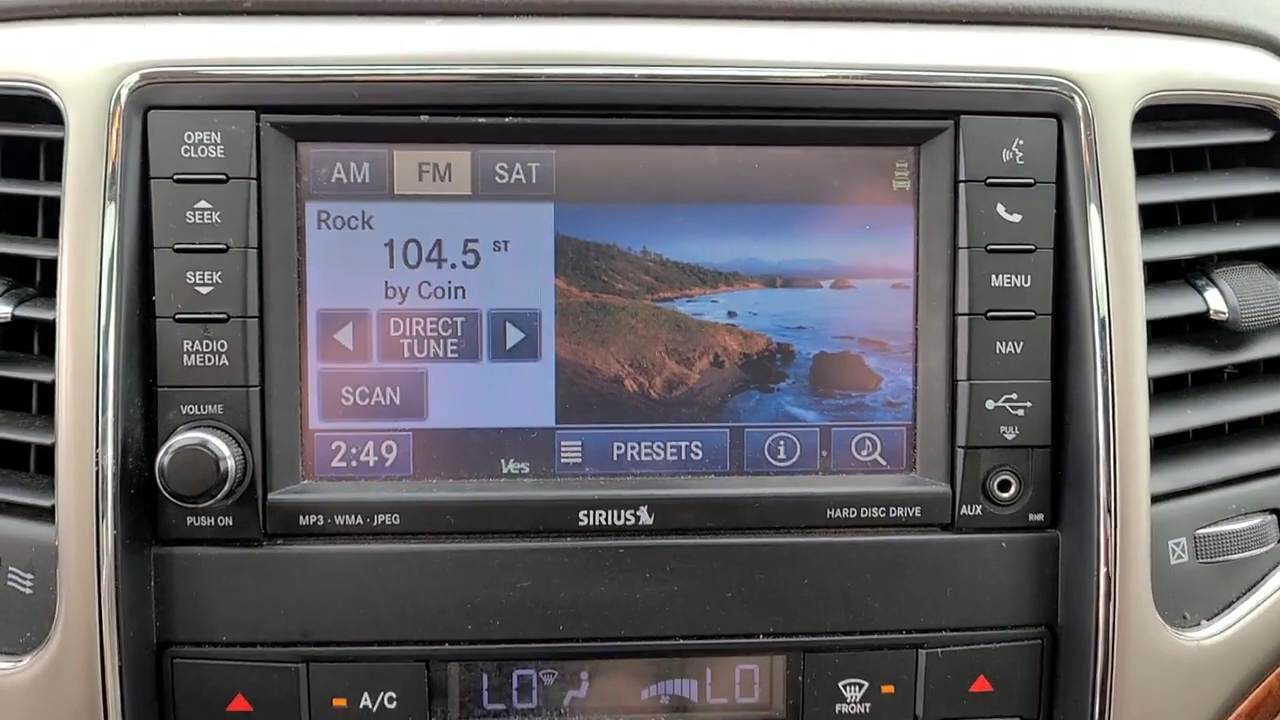 OPEN
CLOSE
SEEK
SEEK
RADIO
MEDIA
VOLUME
PUSH ON
AM FM SAT
Rock
104.5 ST
by Coin
DIRECT
TUNE
SCAN
2:49
Ves
PRESETS
i
MENU
NAV
PULL
AUX
RNR
MP3 · WMA · JPEG
SIRIUS
HARD DISC DRIVE
A/C
LO
LO
FRONT